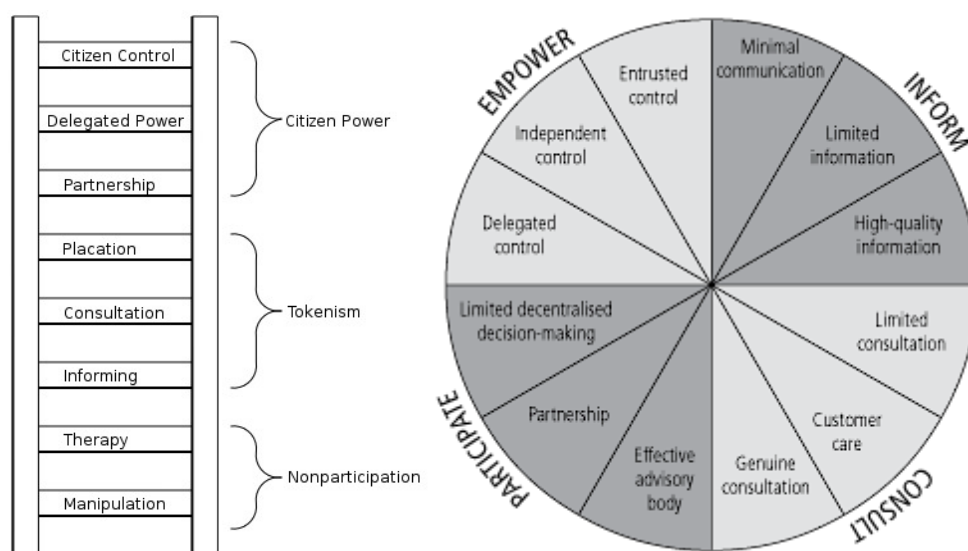 Citizen Control
Delegated Power
Partnership
Placation
Consultation
Informing
Therapy
Manipulation
Citizen Power
Tokenism
Nonparticipation
EMPOWER
INFORM
CONSULT
PARTICIPATE
Minimal
communication
Limited
information
High-quality
information
Limited
consultation
Customer
care
Genuine
consultation
Effective
advisory
body
Partnership
Limited decentralised
decision-making
Delegated
control
Independent
control
Entrusted
control